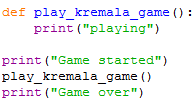 def play_kremala_game():
    print("playing")

print("Game started")
play_kremala_game()
print("Game over")